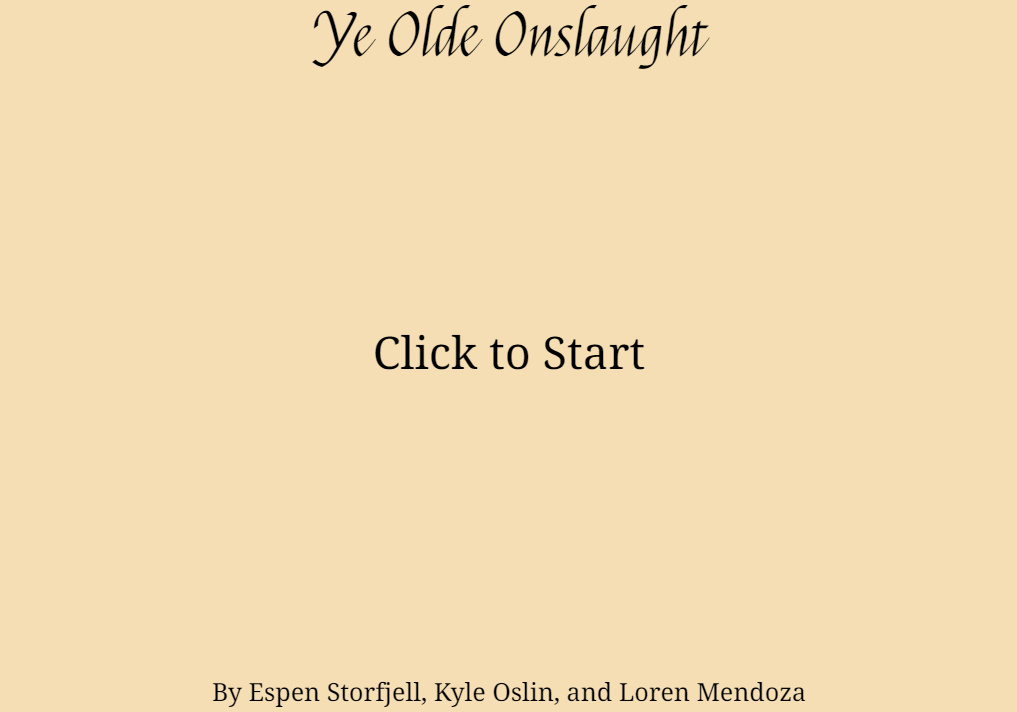 Ye Olde Onslaught
Click to Start
By Espen Storfjell, Kyle Oslin, and Loren Mendoza